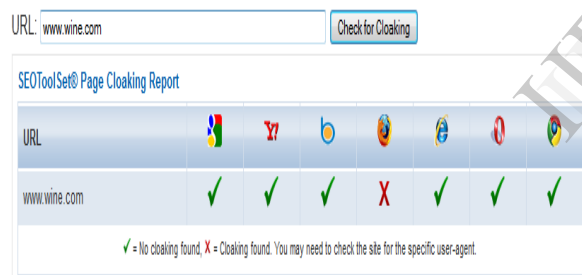 URL: www.wine.com Check for Cloaking
SEOToolSet® Page Cloaking Report
URL
www.wine.com ✓ ✓ ✓ X ✓ ✓ ✓
✓ = No cloaking found, X = Cloaking found. You may need to check the site for the specific user-agent.